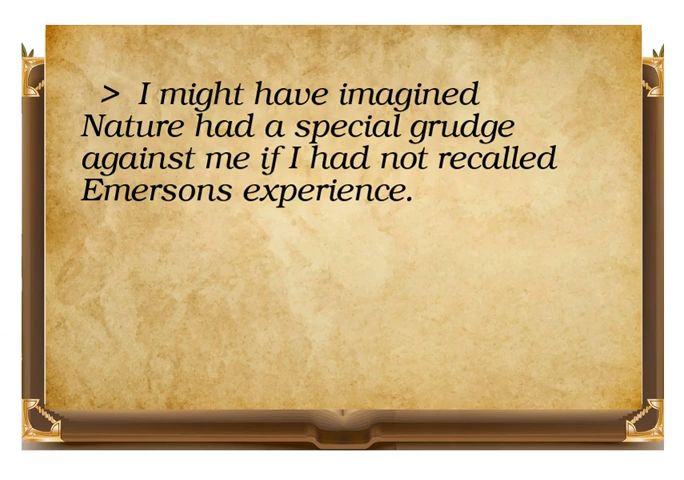 > I might have imagined
Nature had a special grudge
against me if I had not recalled
Emersons experience.